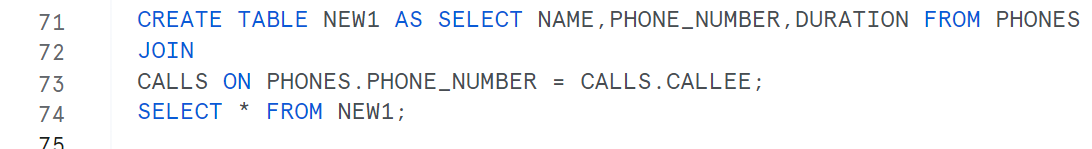 71 CREATE TABLE NEW1 AS SELECT NAME,PHONE_NUMBER,DURATION FROM PHONES
72 JOIN
73 CALLS ON PHONES.PHONE_NUMBER = CALLS.CALLEE;
74 SELECT * FROM NEW1;
75